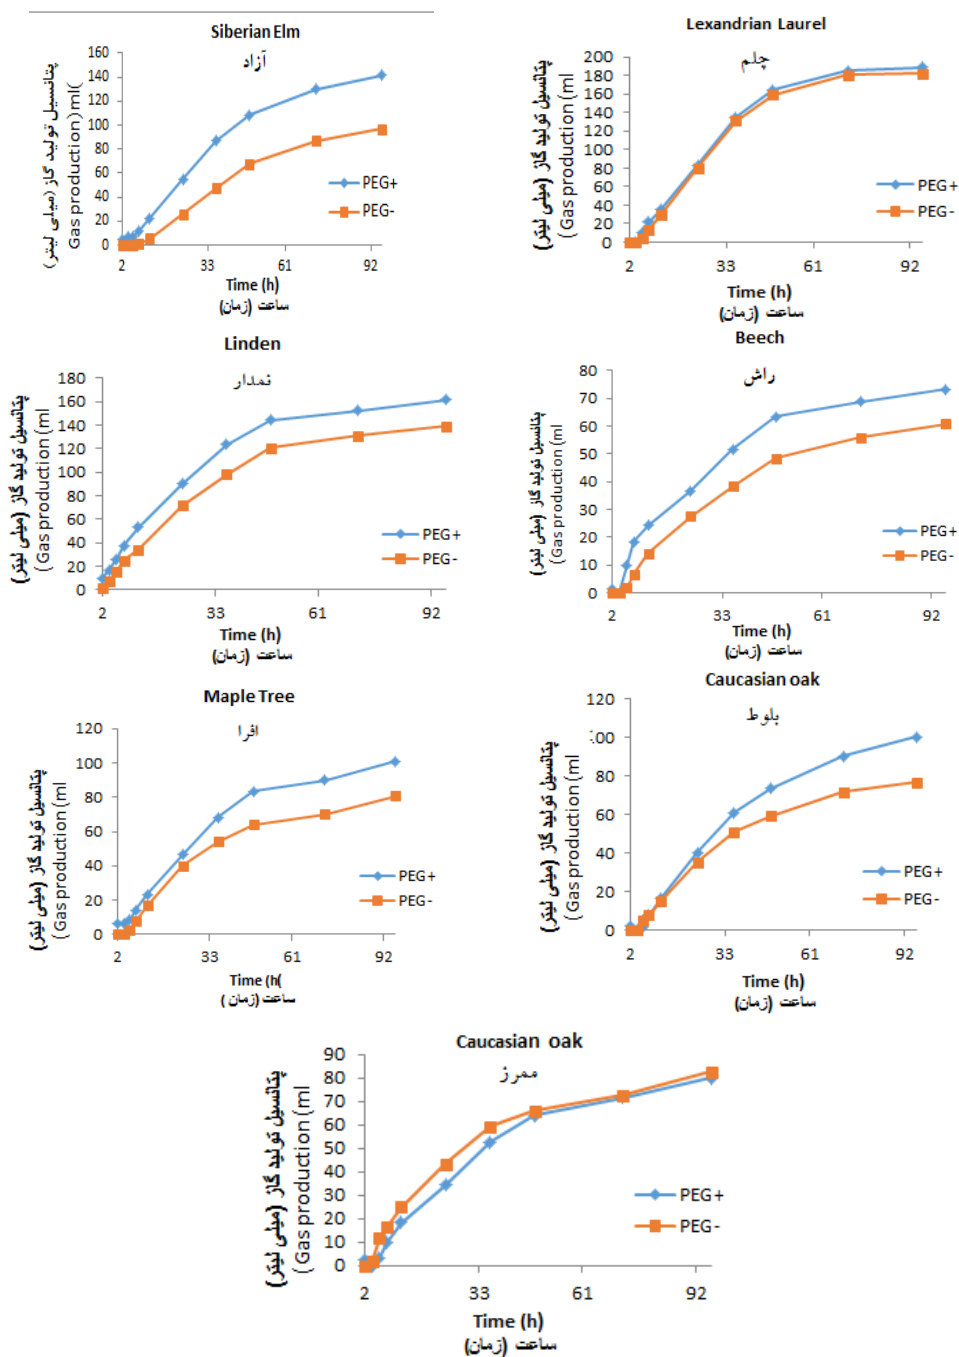 Siberian Elm
آزاد
پتانسیل تولید گاز (میلی لیتر)
Gas production)ml(
160
140
120
100
80
60
40
20
0
PEG+
PEG-
2 33 61 92
Time (h)
ساعت (زمان)
Lexandrian Laurel
چلم
پتانسیل تولید گاز (میلی لیتر)
( Gas production (ml
200
180
160
140
120
100
80
60
40
20
0
PEG+
PEG-
2 33 61 92
Time (h)
ساعت (زمان)
Linden
نمدار
پتانسیل تولید گاز (میلی لیتر)
( Gas production (ml
180
160
140
120
100
80
60
40
20
0
PEG+
PEG-
2 33 61 92
Time (h)
ساعت (زمان)
Beech
راش
پتانسیل تولید گاز (میلی لیتر)
( Gas production (ml
80
70
60
50
40
30
20
10
0
PEG+
PEG-
2 33 61 92
Time (h)
ساعت (زمان)
Maple Tree
افرا
پتانسیل تولید گاز (میلی لیتر)
( Gas production (ml
120
100
80
60
40
20
0
PEG+
PEG-
2 33 61 92
Time (h(
ساعت (زمان )
Caucasian oak
بلوط
پتانسیل تولید گاز (میلی لیتر)
( Gas production (ml
120
100
80
60
40
20
0
PEG+
PEG-
2 33 61 92
Time (h)
ساعت (زمان)
Caucasian oak
ممرز
پتانسیل تولید گاز (میلی لیتر)
( Gas production (ml
90
80
70
60
50
40
30
20
10
0
PEG+
PEG-
2 33 61 92
Time (h)
ساعت (زمان)